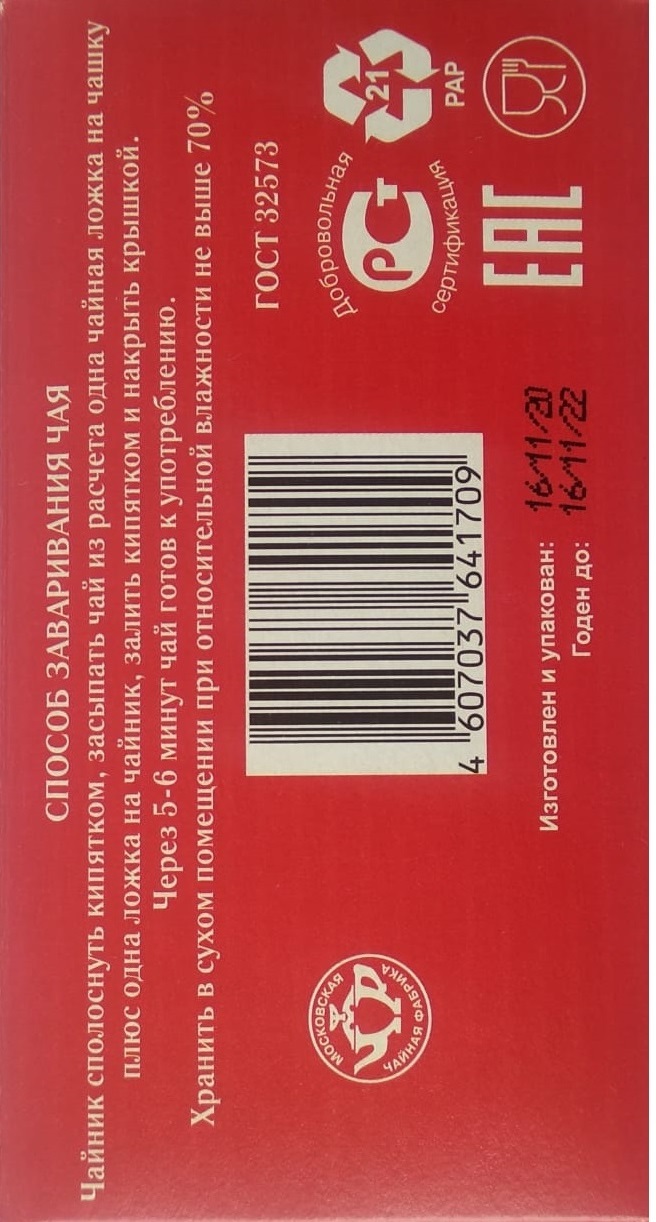 СПОСОБ ЗАВАРИВАНИЯ ЧАЯ
Чайник сполоснуть кипятком, засыпать чай из расчета одна чайная ложка на чашку
плюс одна ложка на чайник, залить кипятком и накрыть крышкой.
Через 5-6 минут чай готов к употреблению.
Хранить в сухом помещении при относительной влажности не выше 70%
ГОСТ 32573
Добровольная
РСТ
сертификация
21
PAP
EAC
4 607037 641709
Изготовлен и упакован: 16/11/20
Годен до: 16/11/22
МОСКОВСКАЯ
ЧАЙНАЯ ФАБРИКА